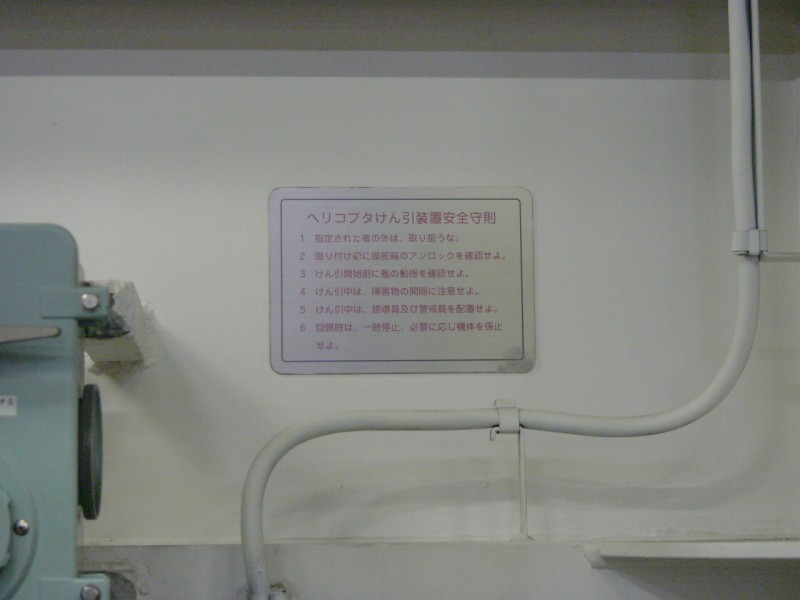 ヘリコプタけん引装置安全守則
1 指定された者の外は、取り扱うな。
2 取り付け前に操舵輪のアンロックを確認せよ。
3 けん引開始前に艦の動揺を確認せよ。
4 けん引中は、障害物の間隔に注意せよ。
5 けん引中は、誘導員及び警戒員を配置せよ。
6 回頭時は、一時停止、必要に応じ機体を係止
せよ。